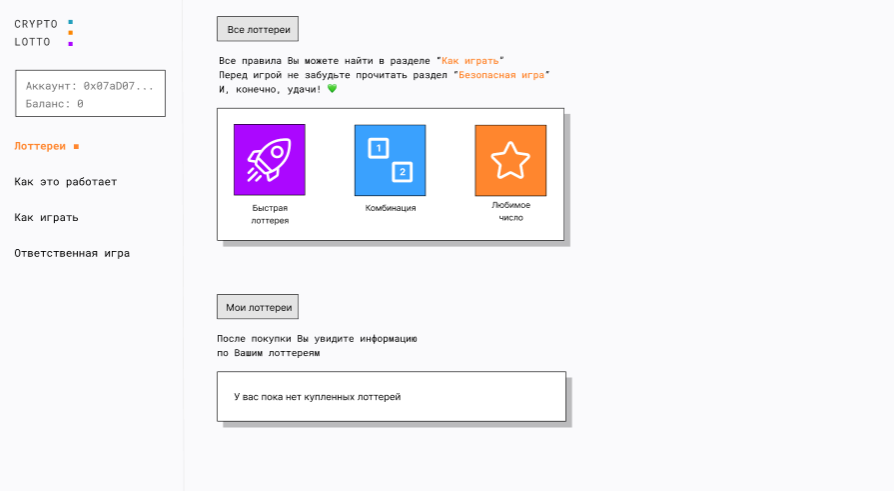 CRYPTO
LOTTO
Аккаунт: 0x07aD07...
Баланс: 0
Лоттереи
Как это работает
Как играть
Ответственная игра
Все лоттереи
Все правила Вы можете найти в разделе “Как играть”
Перед игрой не забудьте прочитать раздел “Безопасная игра”
И, конечно, удачи! 💚
1
2
Быстрая
лоттерея
Комбинация
Любимое
число
Мои лоттереи
После покупки Вы увидите информацию
по Вашим лоттереям
У вас пока нет купленных лоттерей